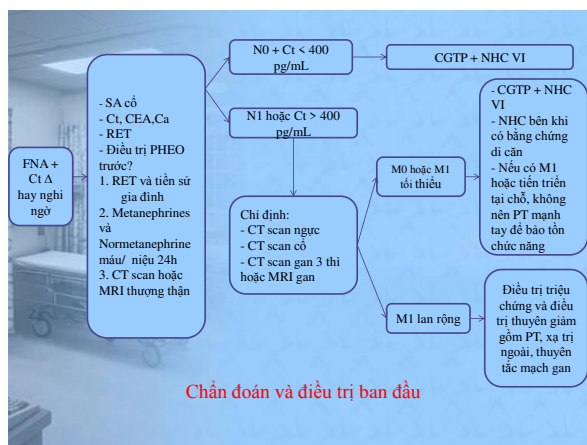 FNA +
Ct Δ
hay nghi
ngờ
- SA cổ
- Ct, CEA,Ca
- RET
- Điều trị PHEO
trước?
1. RET và tiền sử
gia đình
2. Metanephrines
và
Normetanephrine
máu/ niệu 24h
3. CT scan hoặc
MRI thượng thận
N0 + Ct < 400
pg/mL
CGTP + NHC VI
N1 hoặc Ct > 400
pg/mL
Chỉ định:
- CT scan ngực
- CT scan cổ
- CT scan gan 3 thì
hoặc MRI gan
M0 hoặc M1
tối thiểu
- CGTP + NHC
VI
- NHC bên khi
có bằng chứng
di căn
- Nếu có M1
hoặc tiến triển
tại chỗ, không
nên PT mạnh
tay để bảo tồn
chức năng
M1 lan rộng
Điều trị triệu
chứng và điều
trị thuyên giảm
gồm PT, xạ trị
ngoài, thuyên
tắc mạch gan
Chẩn đoán và điều trị ban đầu